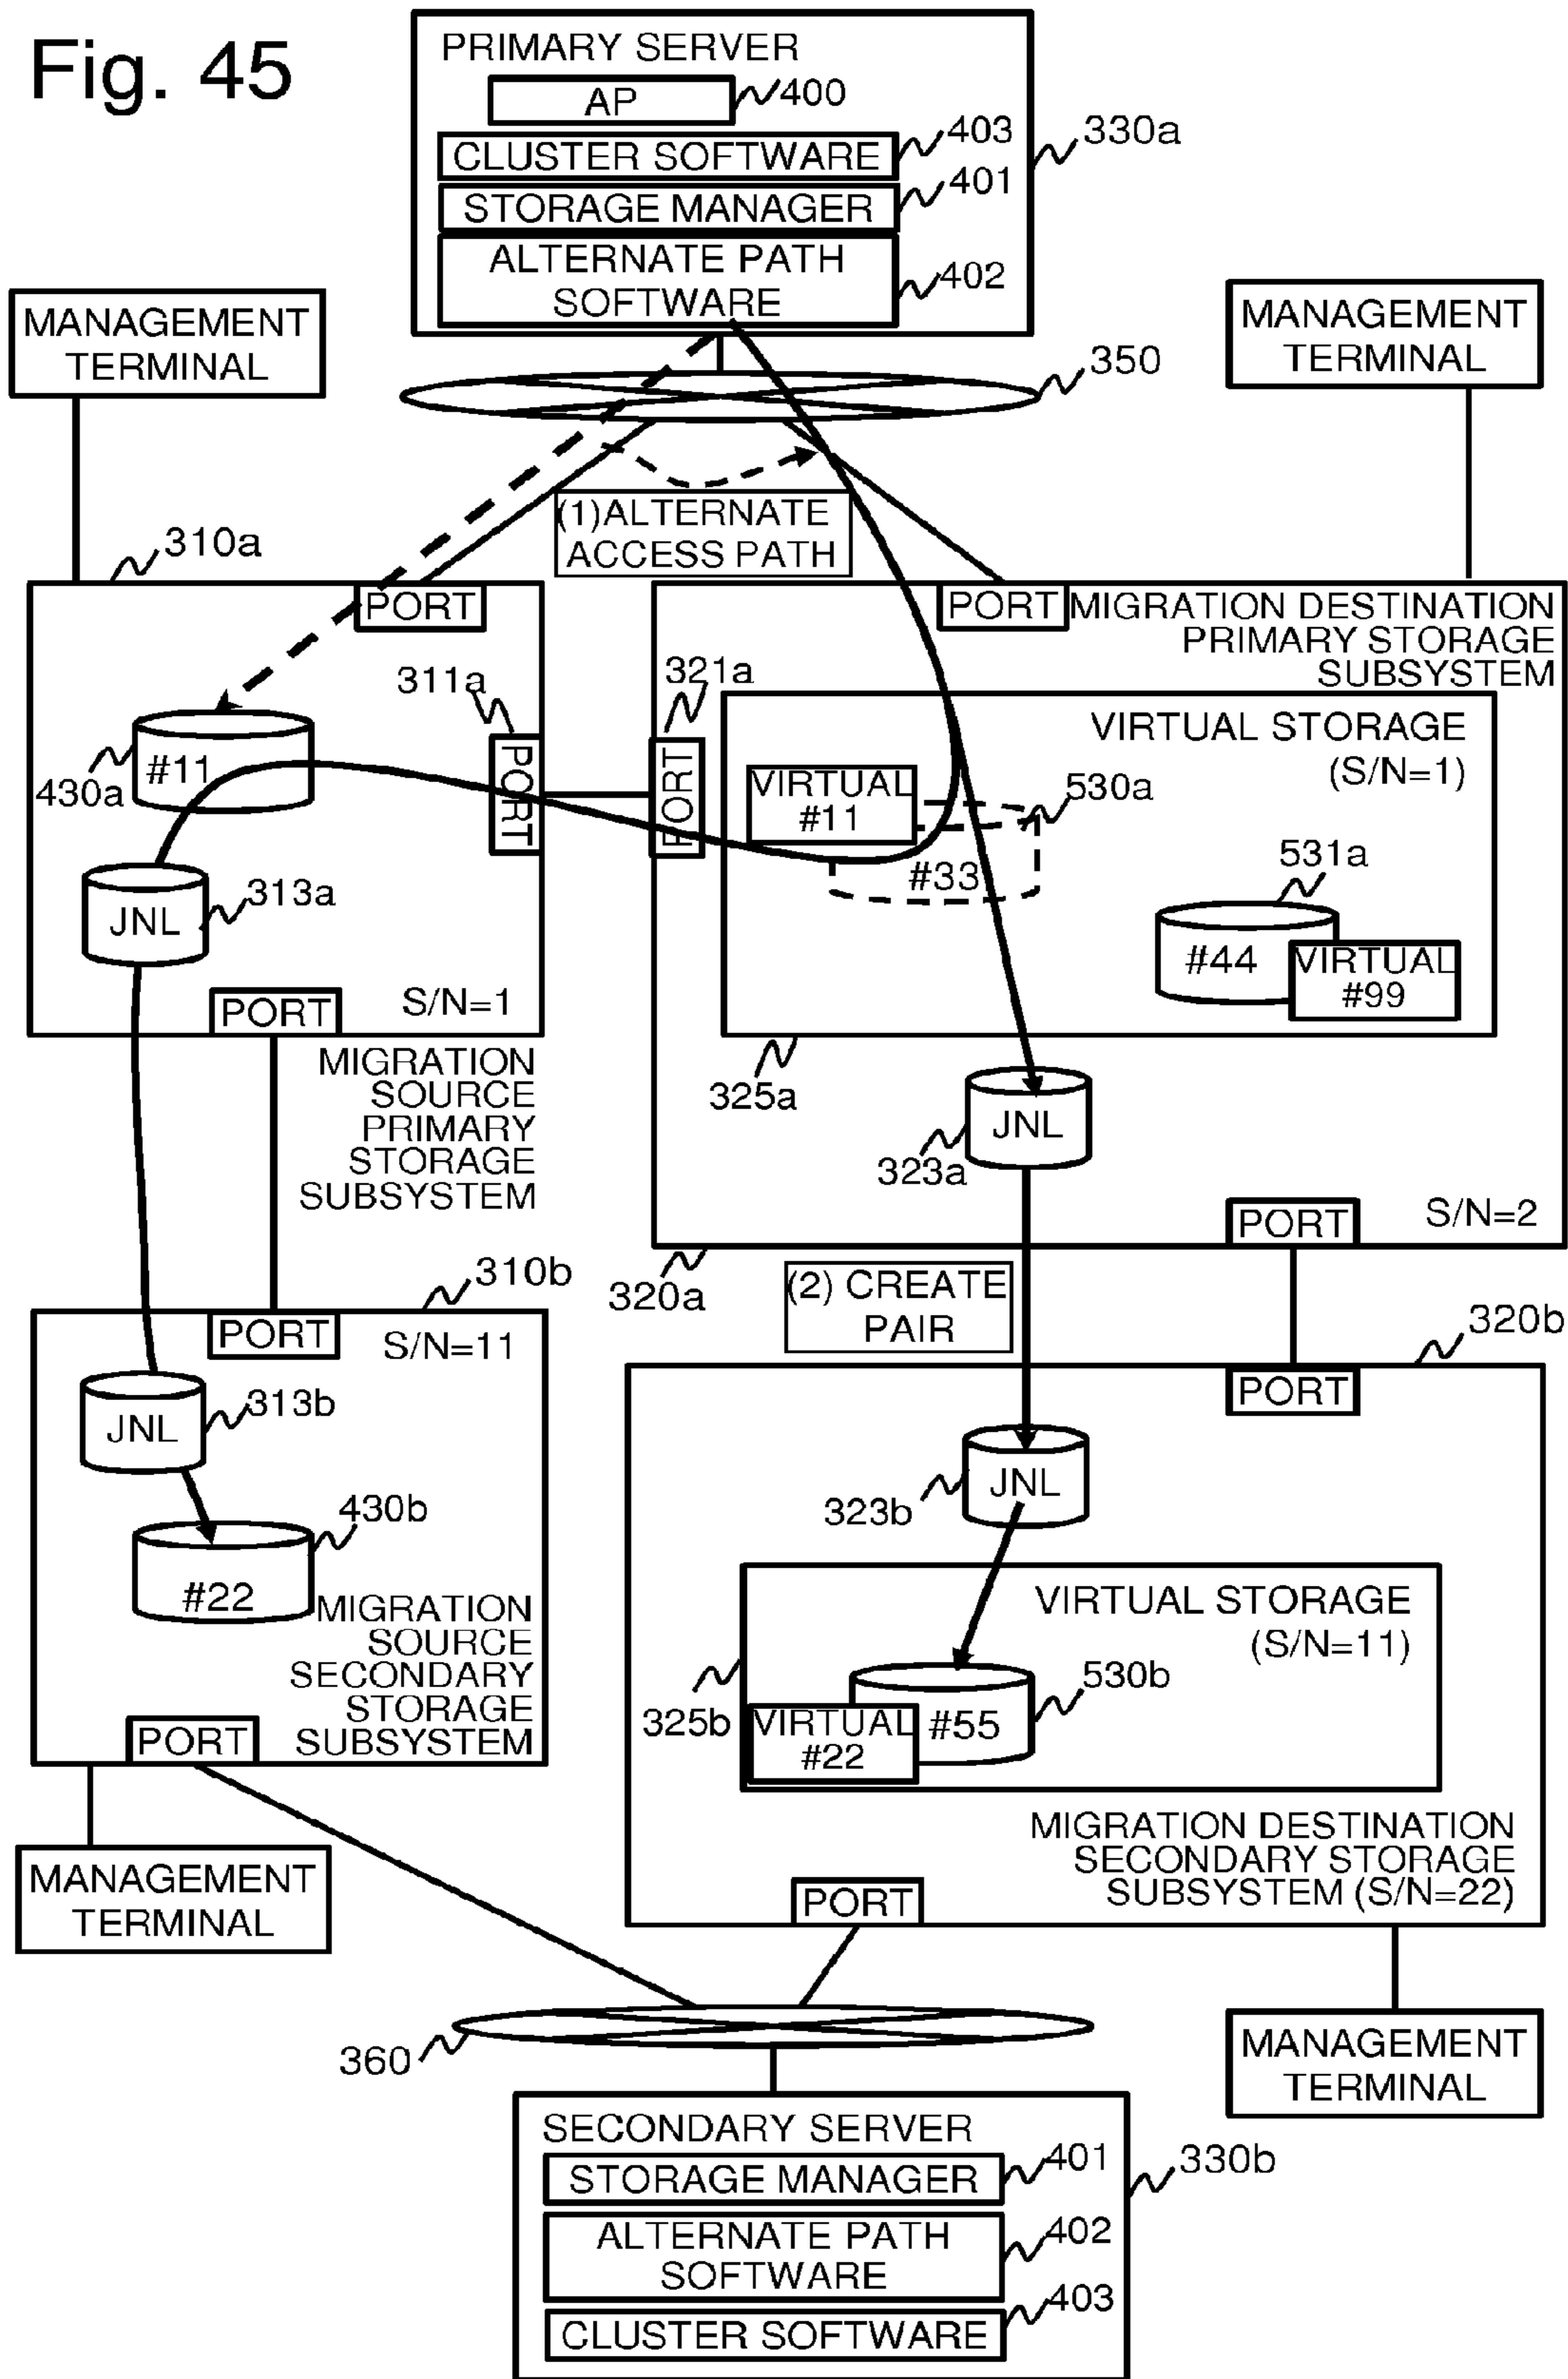 Fig. 45
PRIMARY SERVER
AP
400
CLUSTER SOFTWARE
403
330a
STORAGE MANAGER
401
ALTERNATE PATH
SOFTWARE
402
MANAGEMENT
TERMINAL
MANAGEMENT
TERMINAL
350
(1)ALTERNATE
ACCESS PATH
310a
PORT
311a
430a
#11
PORT
313a
JNL
PORT
S/N=1
MIGRATION
SOURCE
PRIMARY
STORAGE
SUBSYSTEM
PORT
MIGRATION DESTINATION
PRIMARY STORAGE
SUBSYSTEM
321a
PORT
VIRTUAL STORAGE
(S/N=1)
VIRTUAL
#11
530a
#33
531a
#44
VIRTUAL
#99
325a
JNL
323a
PORT
S/N=2
320a
(2) CREATE
PAIR
310b
PORT
S/N=11
JNL
313b
430b
#22
MIGRATION
SOURCE
SECONDARY
STORAGE
SUBSYSTEM
PORT
MANAGEMENT
TERMINAL
320b
PORT
JNL
323b
VIRTUAL STORAGE
(S/N=11)
530b
325b
VIRTUAL
#22
#55
MIGRATION DESTINATION
SECONDARY STORAGE
SUBSYSTEM (S/N=22)
PORT
MANAGEMENT
TERMINAL
360
SECONDARY SERVER
STORAGE MANAGER
401
330b
ALTERNATE PATH
SOFTWARE
402
CLUSTER SOFTWARE
403